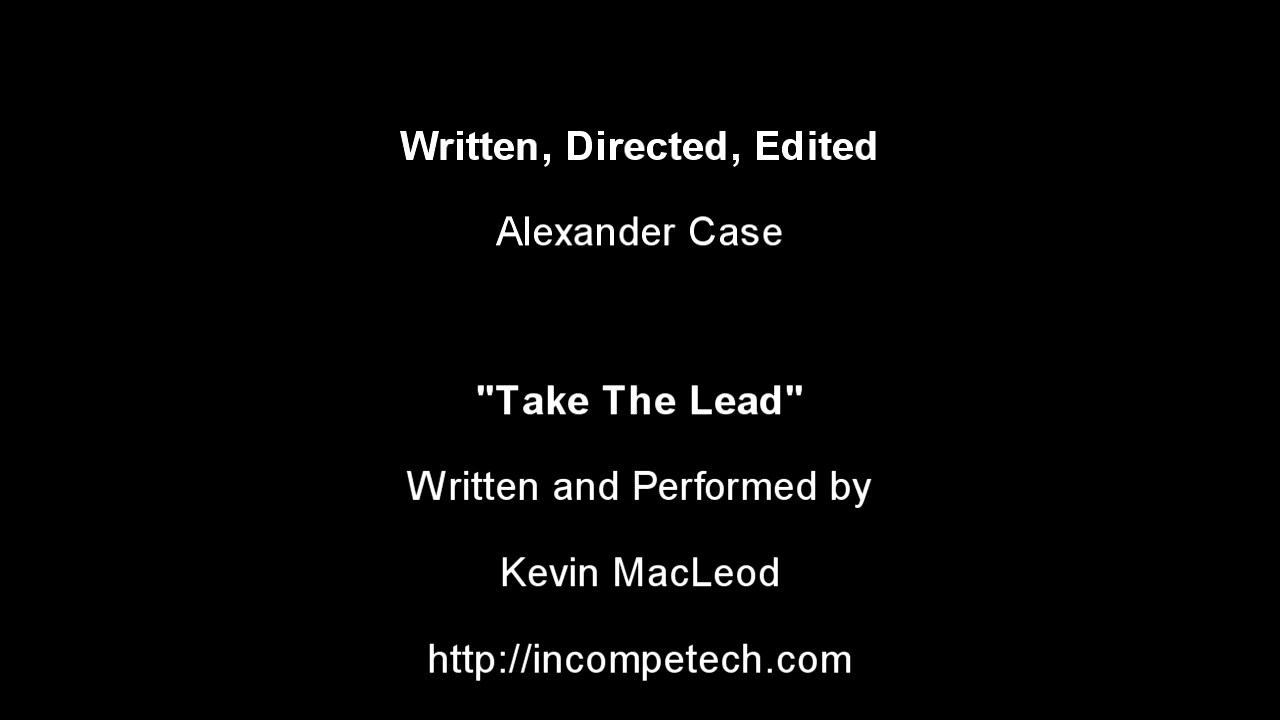 Written, Directed, Edited
Alexander Case
"Take The Lead"
Written and Performed by
Kevin MacLeod
http://incompetech.com